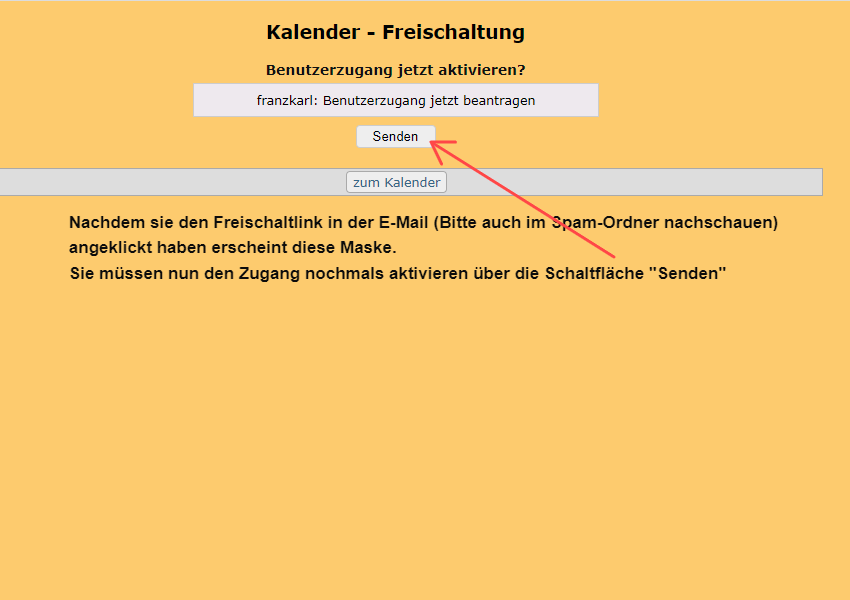 Kalender - Freischaltung
Benutzerzugang jetzt aktivieren?
franzkarl: Benutzerzugang jetzt beantragen
Senden
zum Kalender
Nachdem sie den Freischaltlink in der E-Mail (Bitte auch im Spam-Ordner nachschauen)
angeklickt haben erscheint diese Maske.
Sie müssen nun den Zugang nochmals aktivieren über die Schaltfläche "Senden"